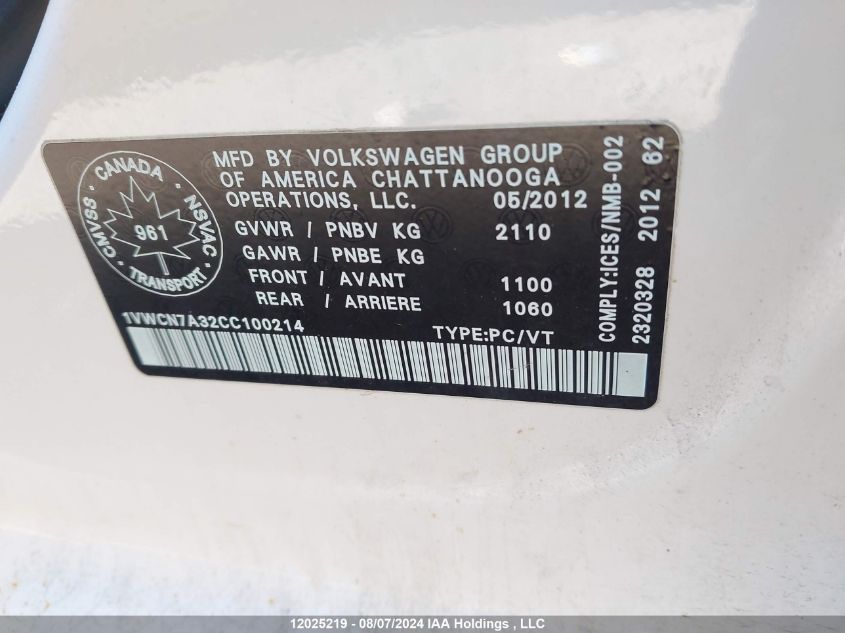 CANADA
CMVSS · NSVAC
961
TRANSPORT
MFD BY VOLKSWAGEN GROUP
OF AMERICA CHATTANOOGA
OPERATIONS, LLC. 05/2012
GVWR / PNBV KG 2110
GAWR / PNBE KG
FRONT / AVANT 1100
REAR / ARRIERE 1060
1VWCN7A32CC100214 TYPE:PC/VT
COMPLY:ICES/NMB-002
2320328 2012 62
12025219 - 08/07/2024 IAA Holdings , LLC